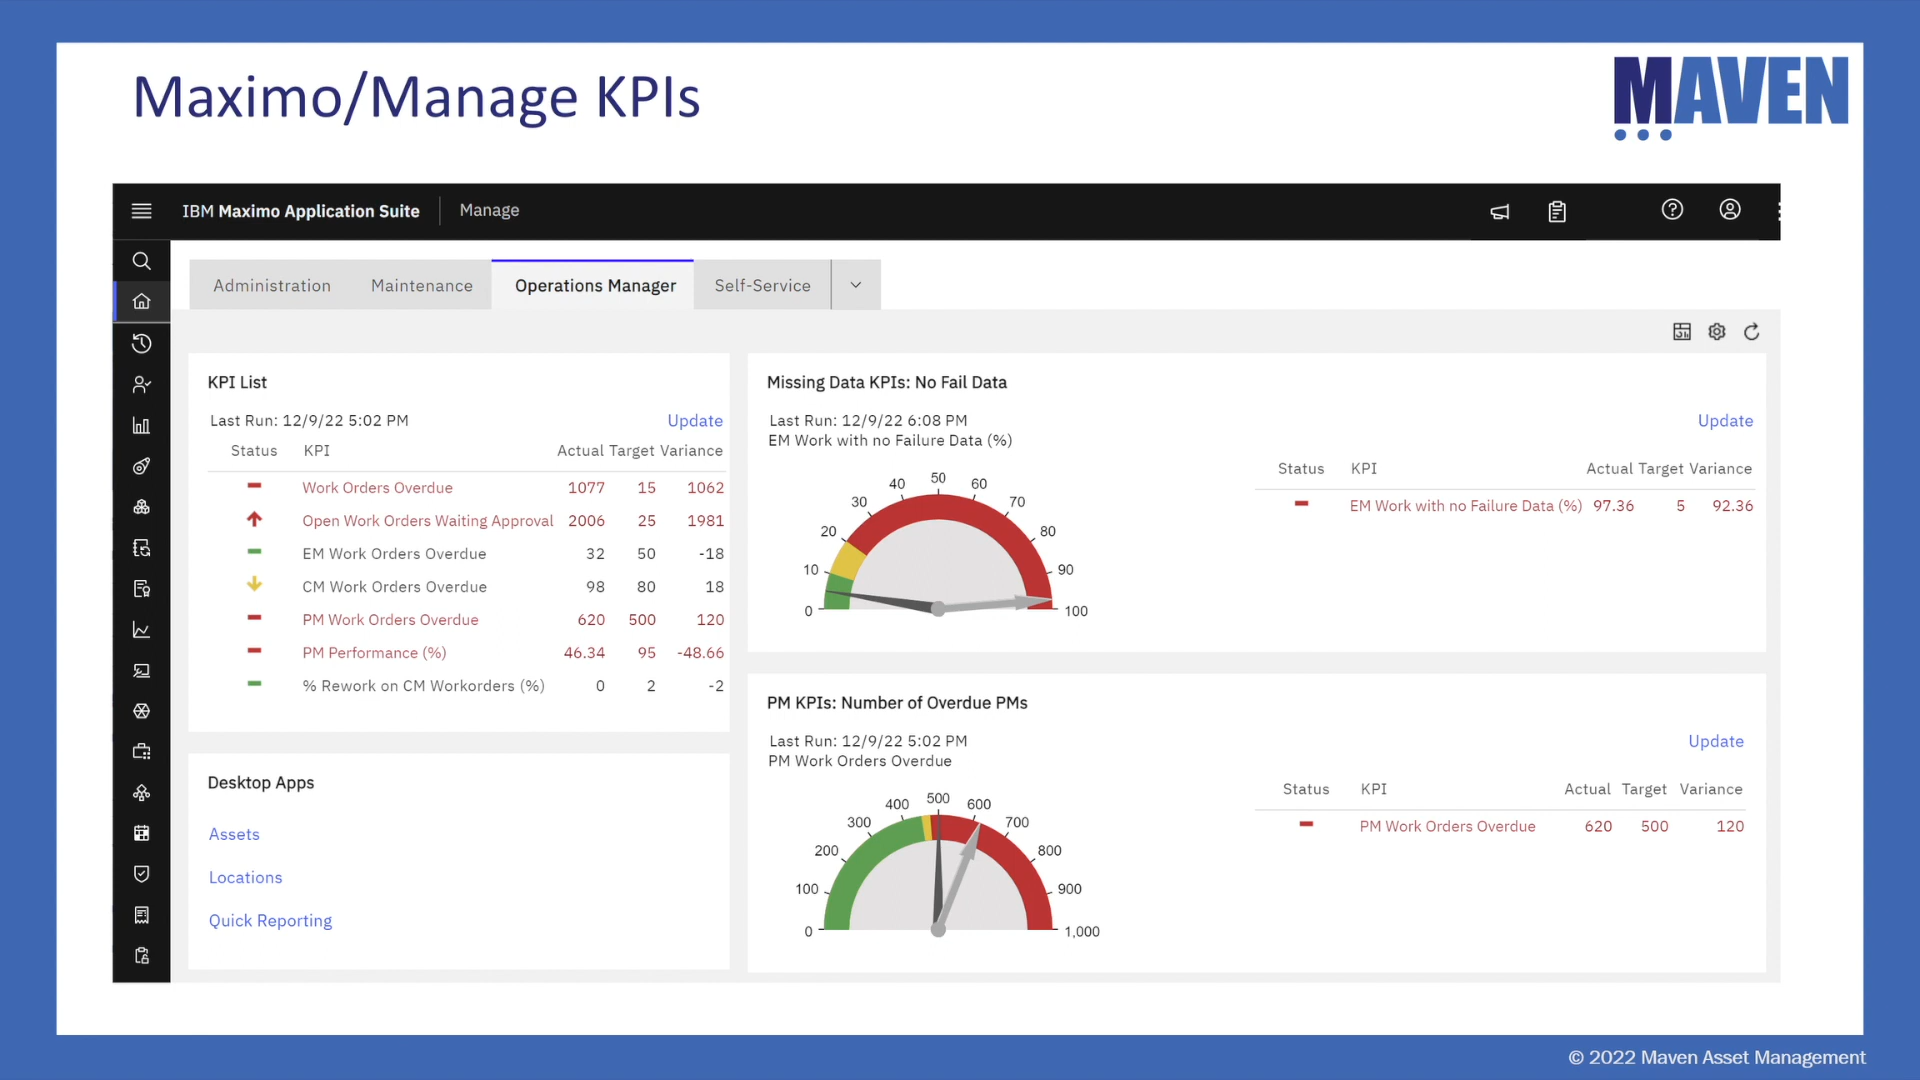 Maximo/Manage KPIs
MAVEN
IBM Maximo Application Suite Manage
Administration Maintenance Operations Manager Self-Service
KPI List
Last Run: 12/9/22 5:02 PM Update
Status KPI Actual Target Variance
Work Orders Overdue 1077 15 1062
Open Work Orders Waiting Approval 2006 25 1981
EM Work Orders Overdue 32 50 -18
CM Work Orders Overdue 98 80 18
PM Work Orders Overdue 620 500 120
PM Performance (%) 46.34 95 -48.66
% Rework on CM Workorders (%) 0 2 -2
Desktop Apps
Assets
Locations
Quick Reporting
Missing Data KPIs: No Fail Data
Last Run: 12/9/22 6:08 PM Update
EM Work with no Failure Data (%)
0 10 20 30 40 50 60 70 80 90 100
Status KPI Actual Target Variance
EM Work with no Failure Data (%) 97.36 5 92.36
PM KPIs: Number of Overdue PMs
Last Run: 12/9/22 5:02 PM Update
PM Work Orders Overdue
0 100 200 300 400 500 600 700 800 900 1,000
Status KPI Actual Target Variance
PM Work Orders Overdue 620 500 120
© 2022 Maven Asset Management